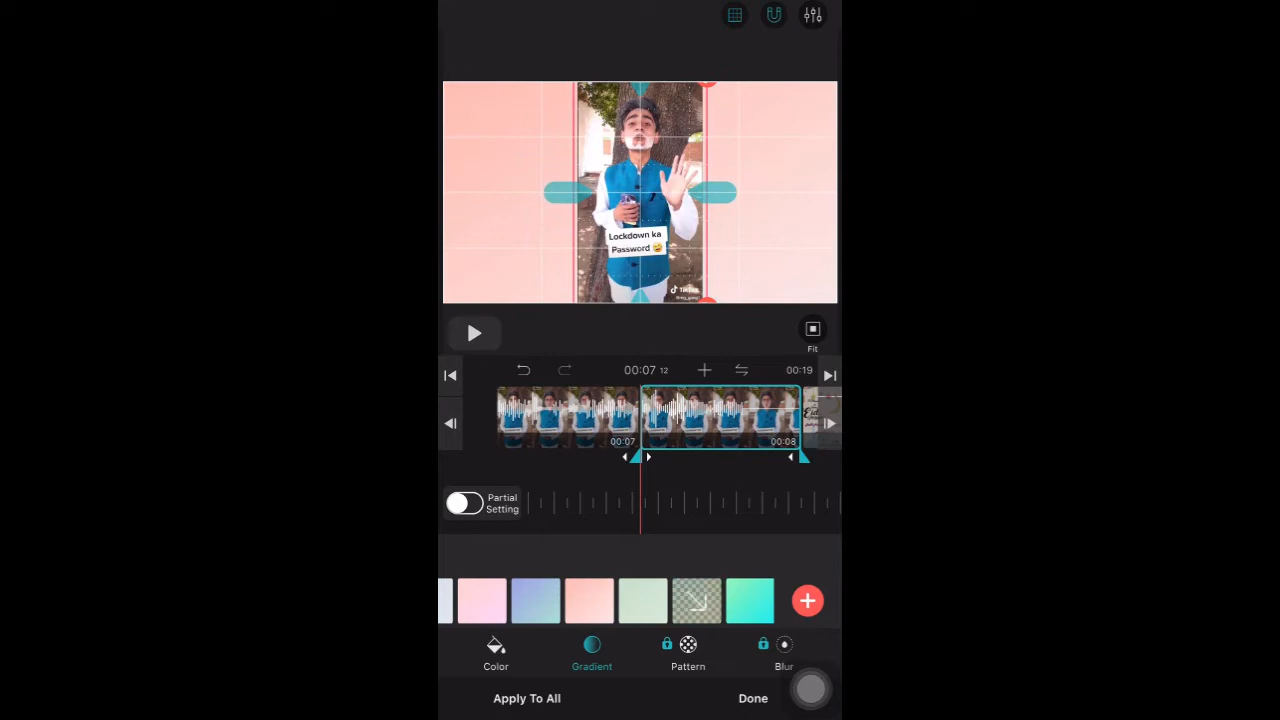 Lockdown ka
Password 🤣
TikTok
Fit
00:07 12
00:19
00:07
00:08
Partial
Setting
Color
Gradient
Pattern
Blur
Apply To All
Done